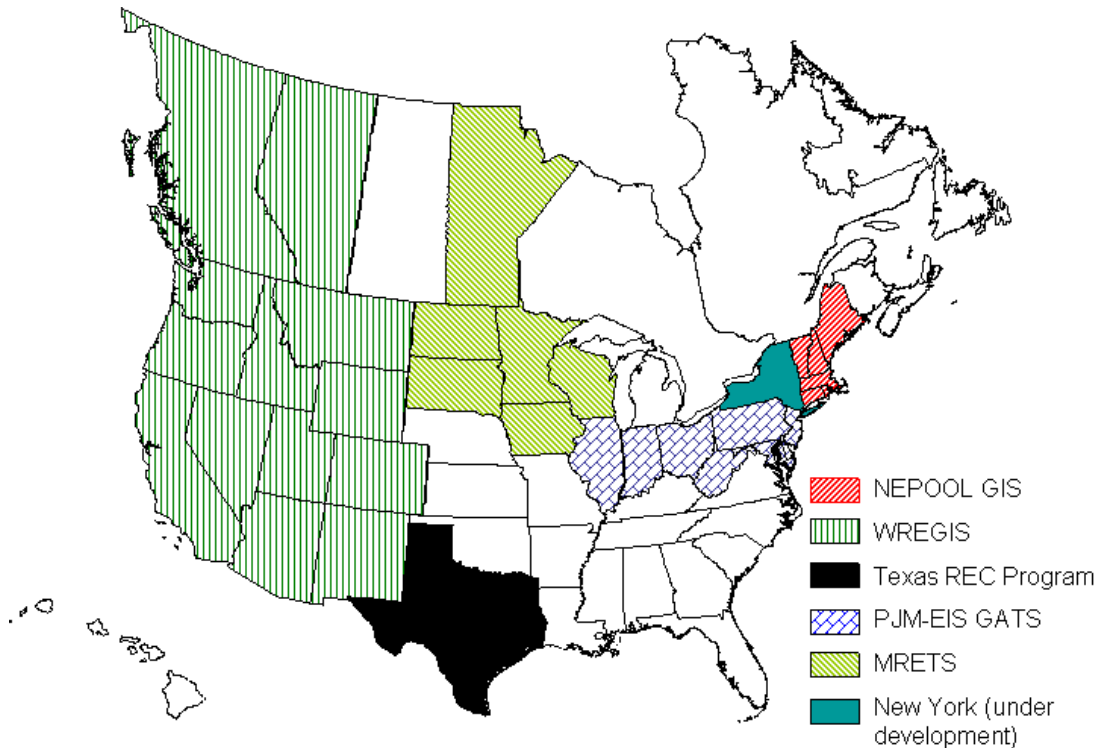 NEPOOL GIS
WREGIS
Texas REC Program
PJM-EIS GATS
MRETS
New York (under
development)